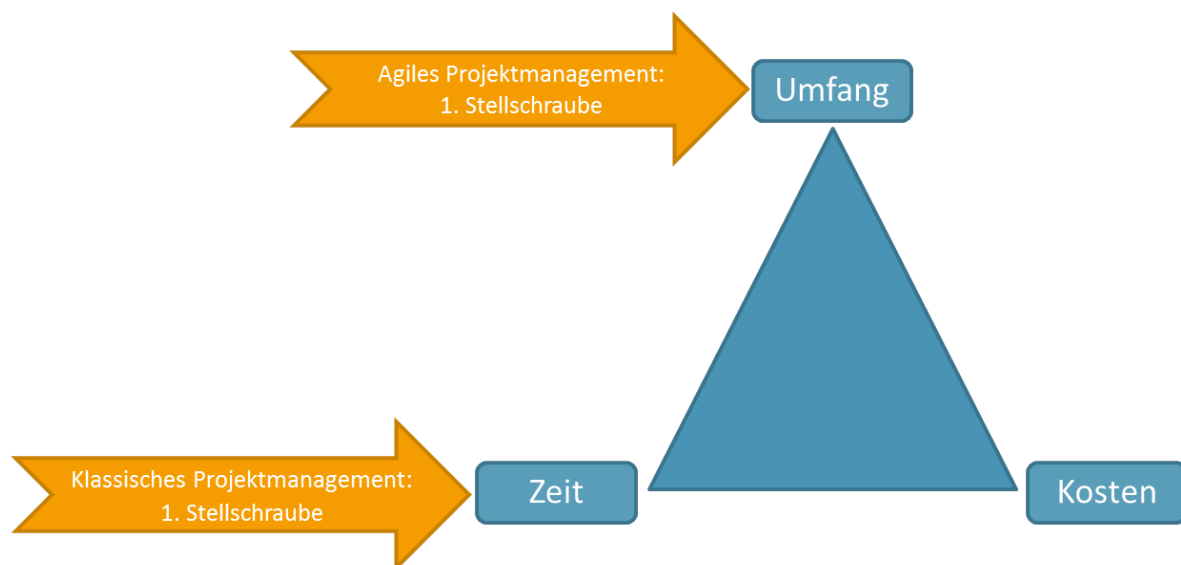 Agiles Projektmanagement:
1. Stellschraube
Umfang
Klassisches Projektmanagement:
1. Stellschraube
Zeit
Kosten